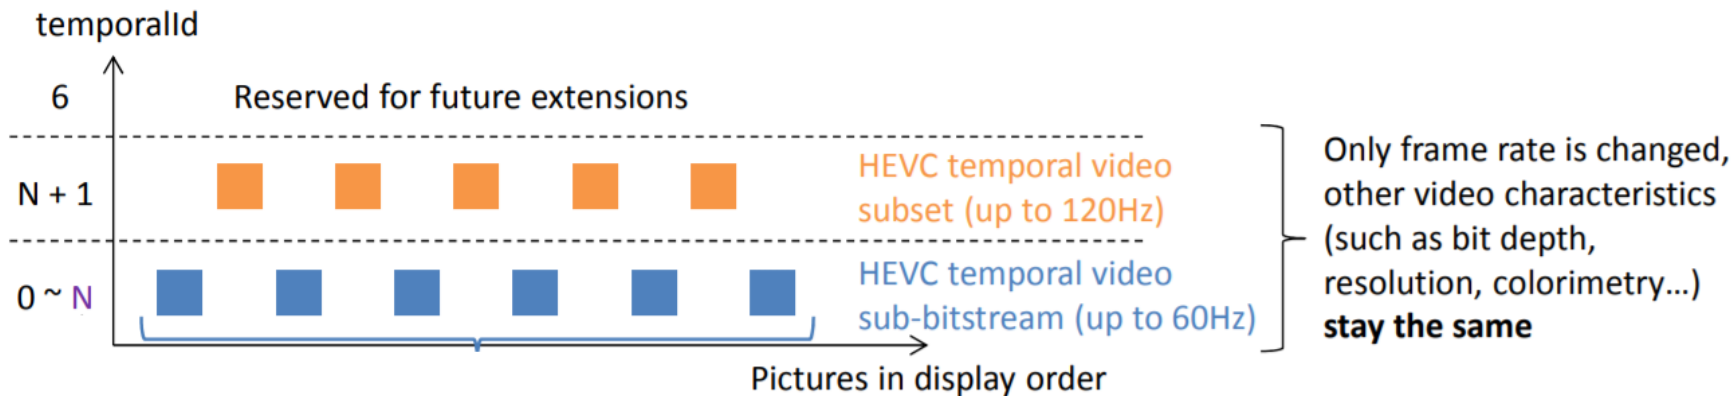 temporalId
6
Reserved for future extensions
N + 1
HEVC temporal video
subset (up to 120Hz)
0 ~ N
HEVC temporal video
sub-bitstream (up to 60Hz)
Pictures in display order
Only frame rate is changed,
other video characteristics
(such as bit depth,
resolution, colorimetry…)
stay the same